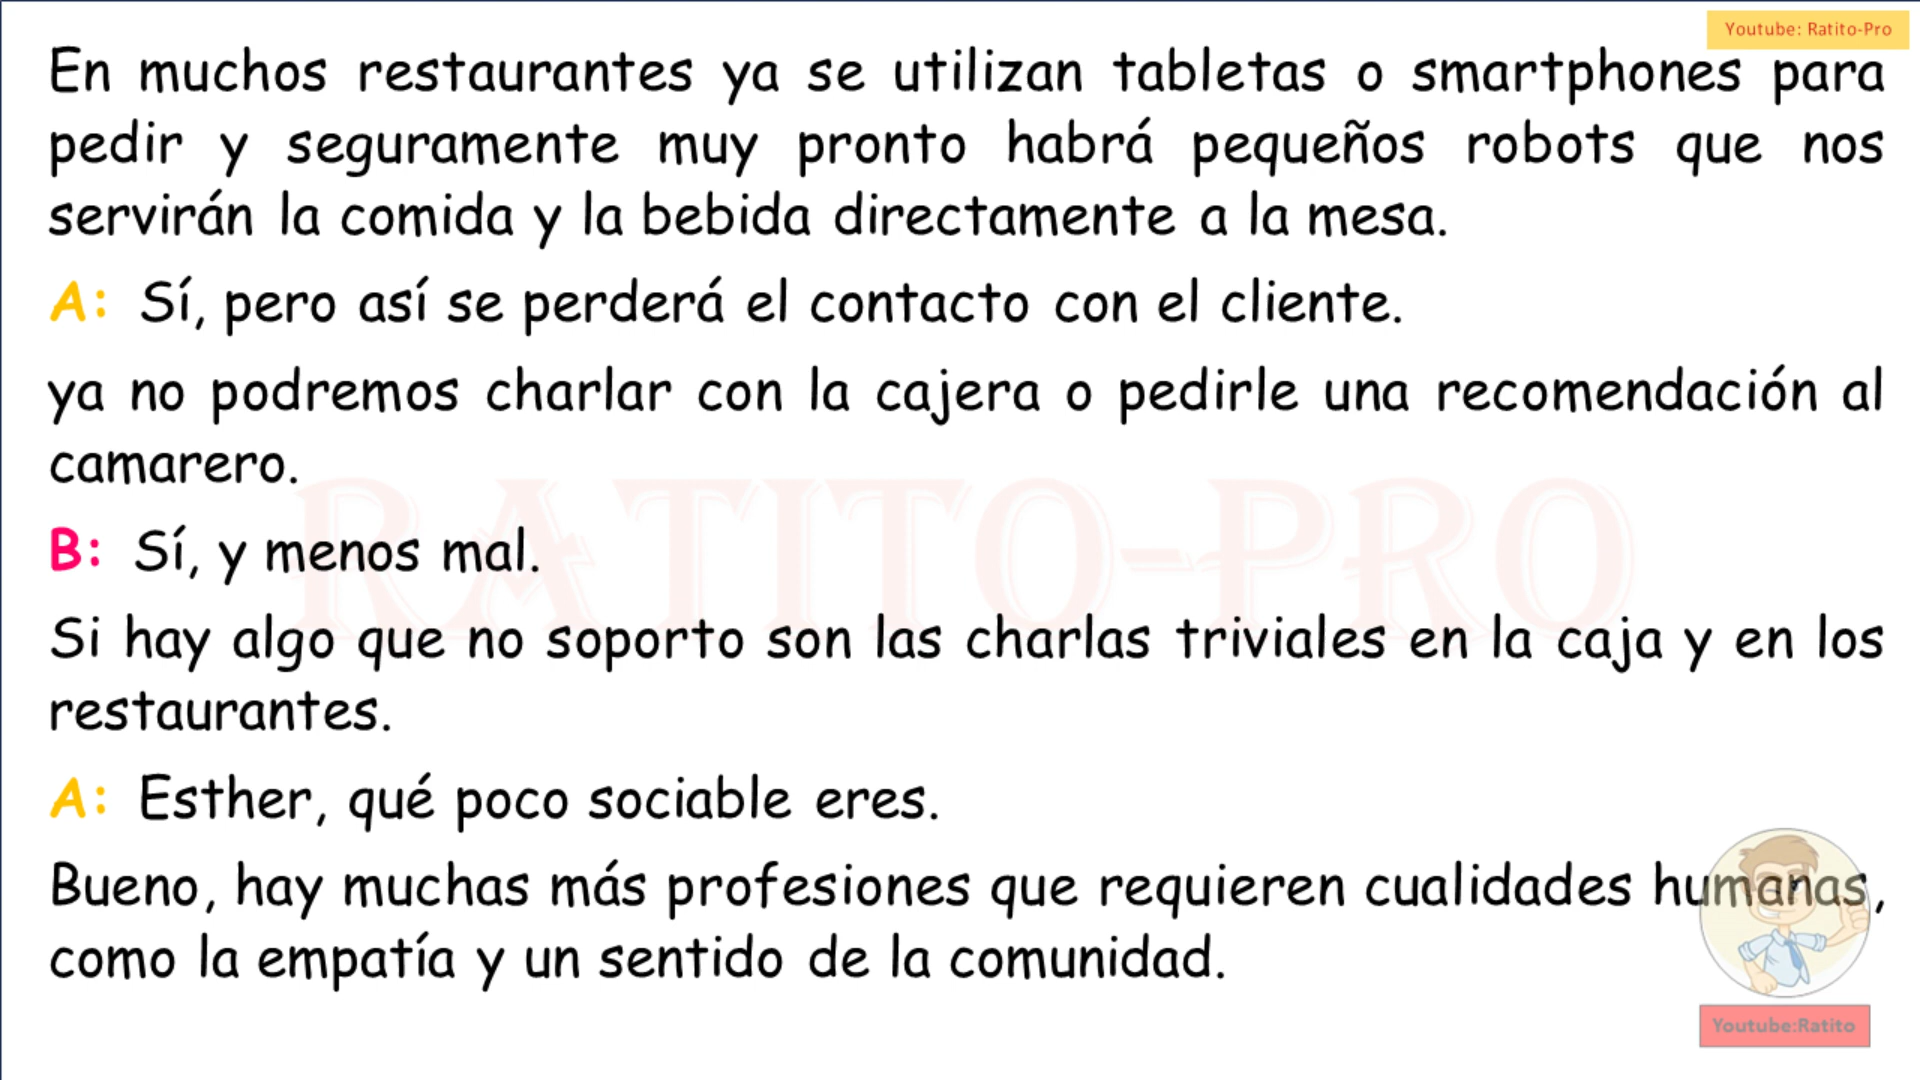 Youtube: Ratito-Pro
En muchos restaurantes ya se utilizan tabletas o smartphones para
pedir y seguramente muy pronto habrá pequeños robots que nos
servirán la comida y la bebida directamente a la mesa.
A: Sí, pero así se perderá el contacto con el cliente.
ya no podremos charlar con la cajera o pedirle una recomendación al
camarero.
RATITO-PRO
B: Sí, y menos mal.
Si hay algo que no soporto son las charlas triviales en la caja y en los
restaurantes.
A: Esther, qué poco sociable eres.
Bueno, hay muchas más profesiones que requieren cualidades humanas,
como la empatía y un sentido de la comunidad.
Youtube:Ratito